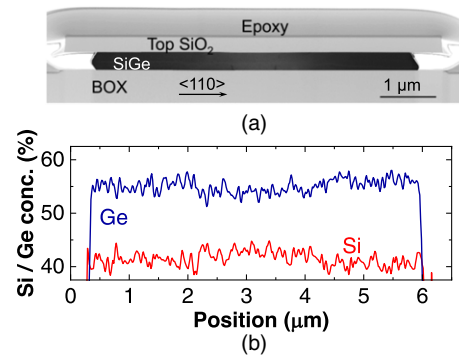 Epoxy
Top SiO₂
SiGe
BOX
<110>
1 μm
(a)
Si / Ge conc. (%)
60
50
40
Ge
Si
0 1 2 3 4 5 6
Position (μm)
(b)